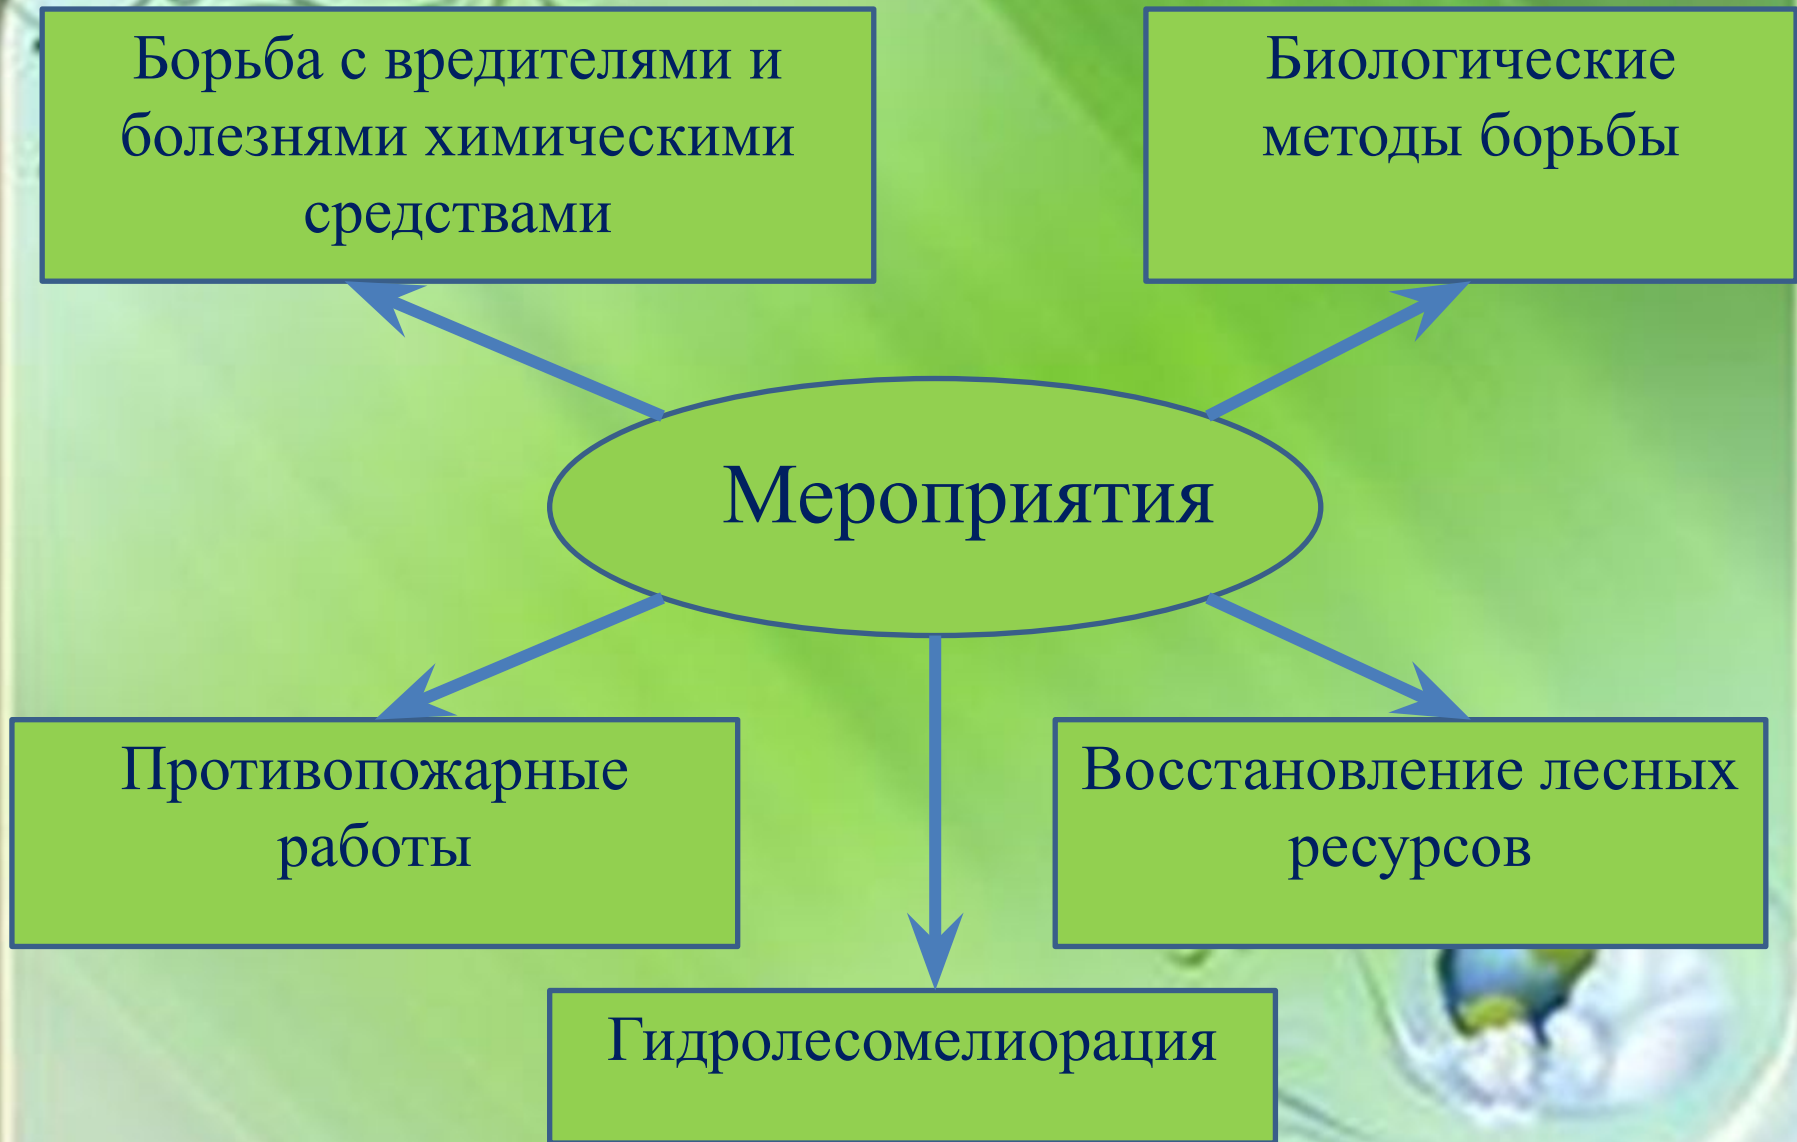 Борьба с вредителями и
болезнями химическими
средствами
Биологические
методы борьбы
Мероприятия
Противопожарные
работы
Восстановление лесных
ресурсов
Гидролесомелиорация